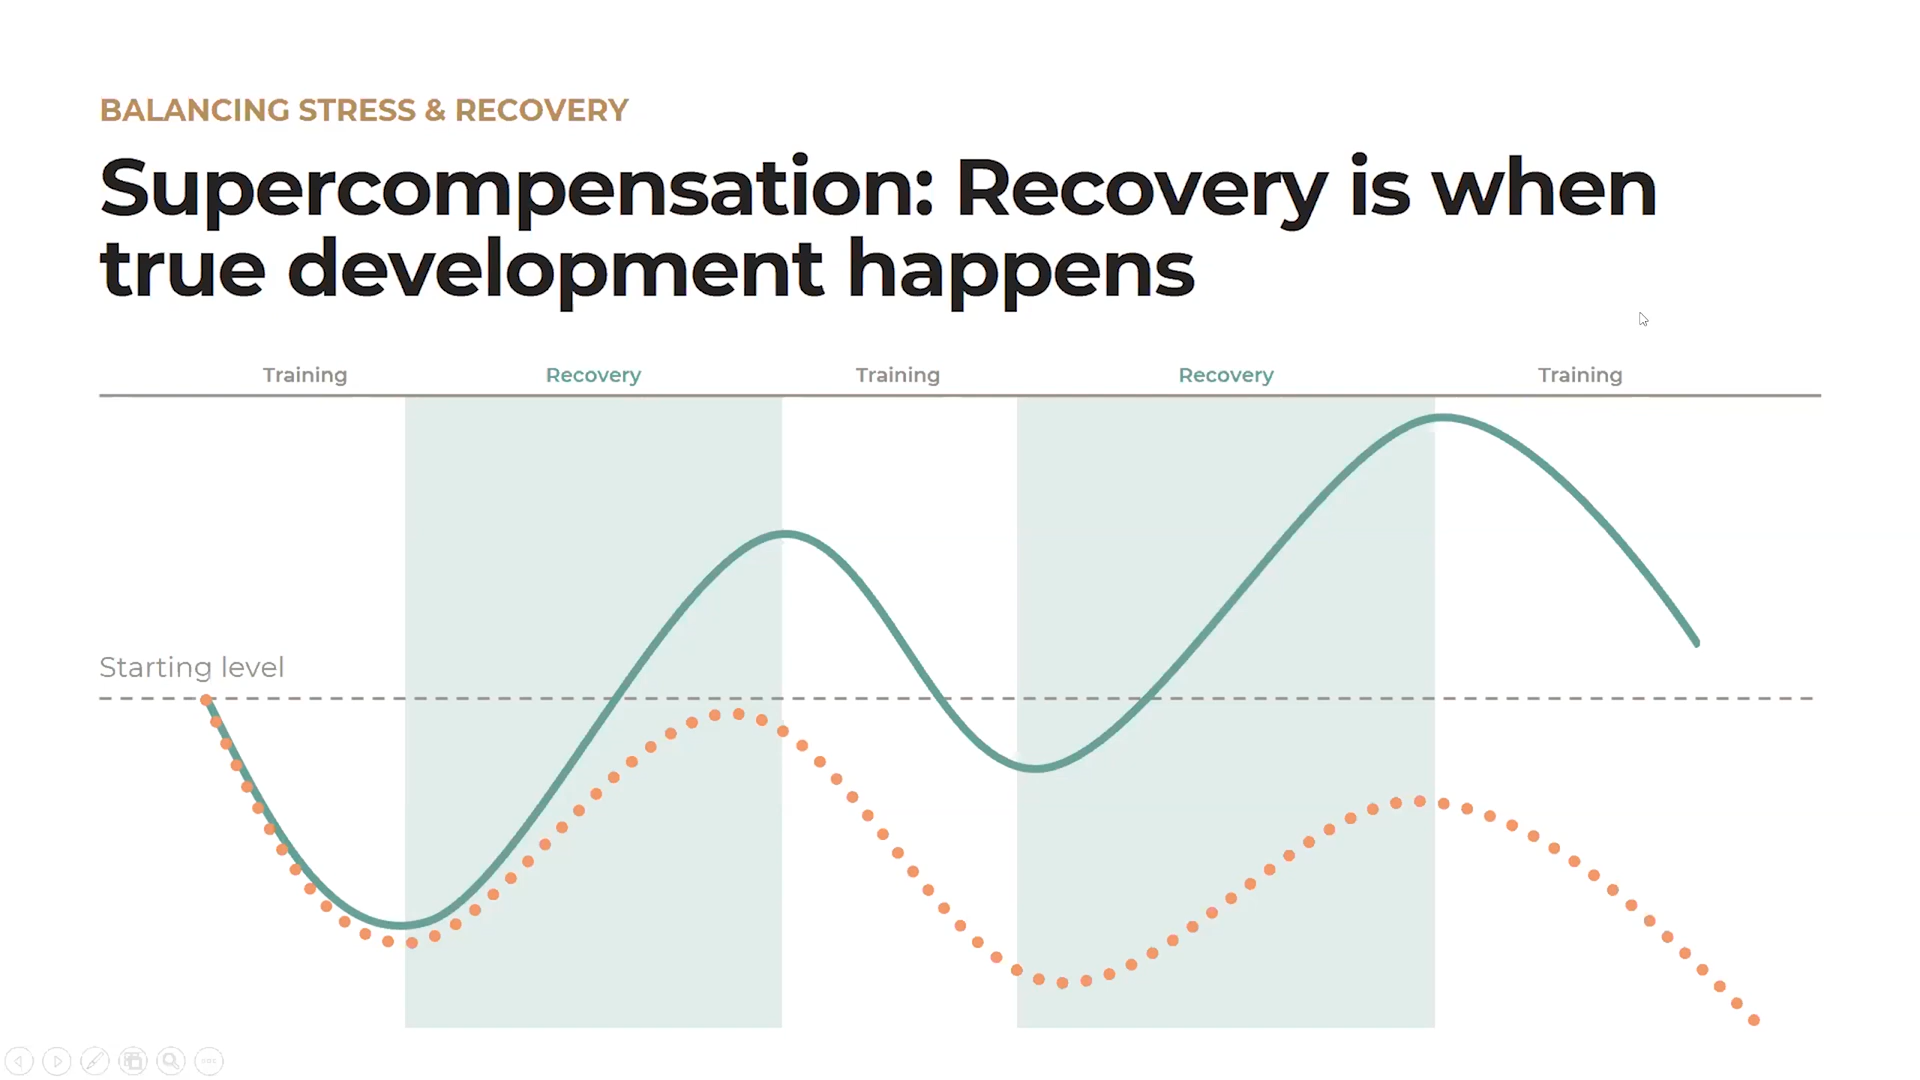 BALANCING STRESS & RECOVERY
Supercompensation: Recovery is when
true development happens
Training
Recovery
Training
Recovery
Training
Starting level